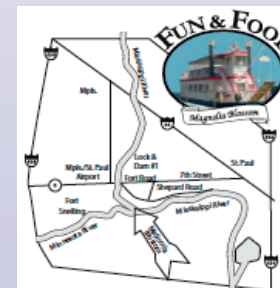 FUN & FOO
Magnolia Blossom
Mississippi River
Mpls.
Lock &
Dam #1
St. Paul
Mpls/St. Paul
Airport
Fort Road
7th Street
Shepard Road
Fort
Snelling
Mississippi River
Minnesota River